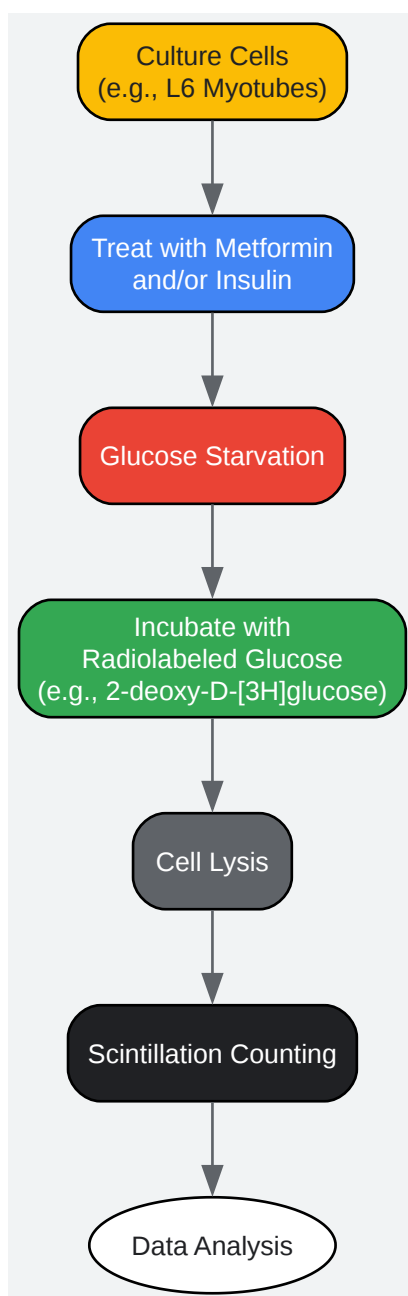 Culture Cells
(e.g., L6 Myotubes)
Treat with Metformin
and/or Insulin
Glucose Starvation
Incubate with
Radiolabeled Glucose
(e.g., 2-deoxy-D-[3H]glucose)
Cell Lysis
Scintillation Counting
Data Analysis